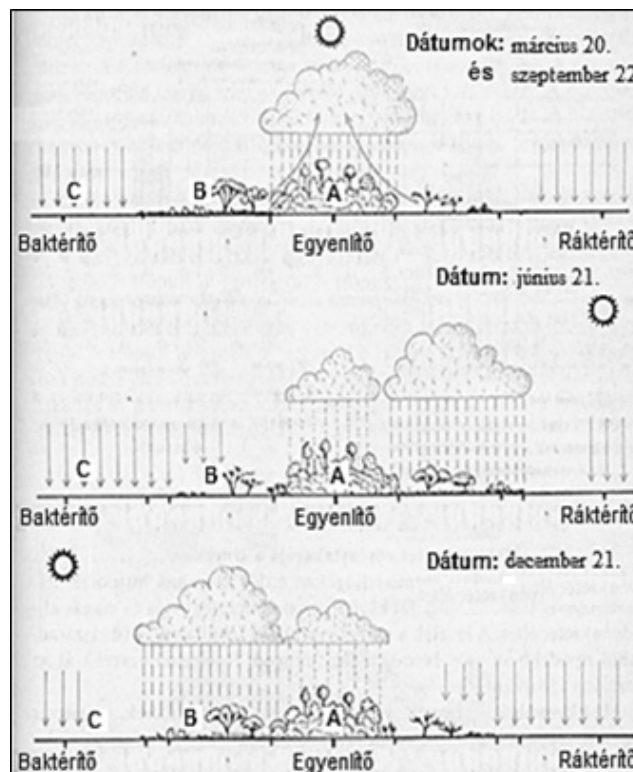 Dátumok: március 20.
és szeptember 22
C B A
Baktérítő Egyenlítő Ráktérítő
Dátum: június 21.
C B A
Baktérítő Egyenlítő Ráktérítő
Dátum: december 21.
C B A
Baktérítő Egyenlítő Ráktérítő